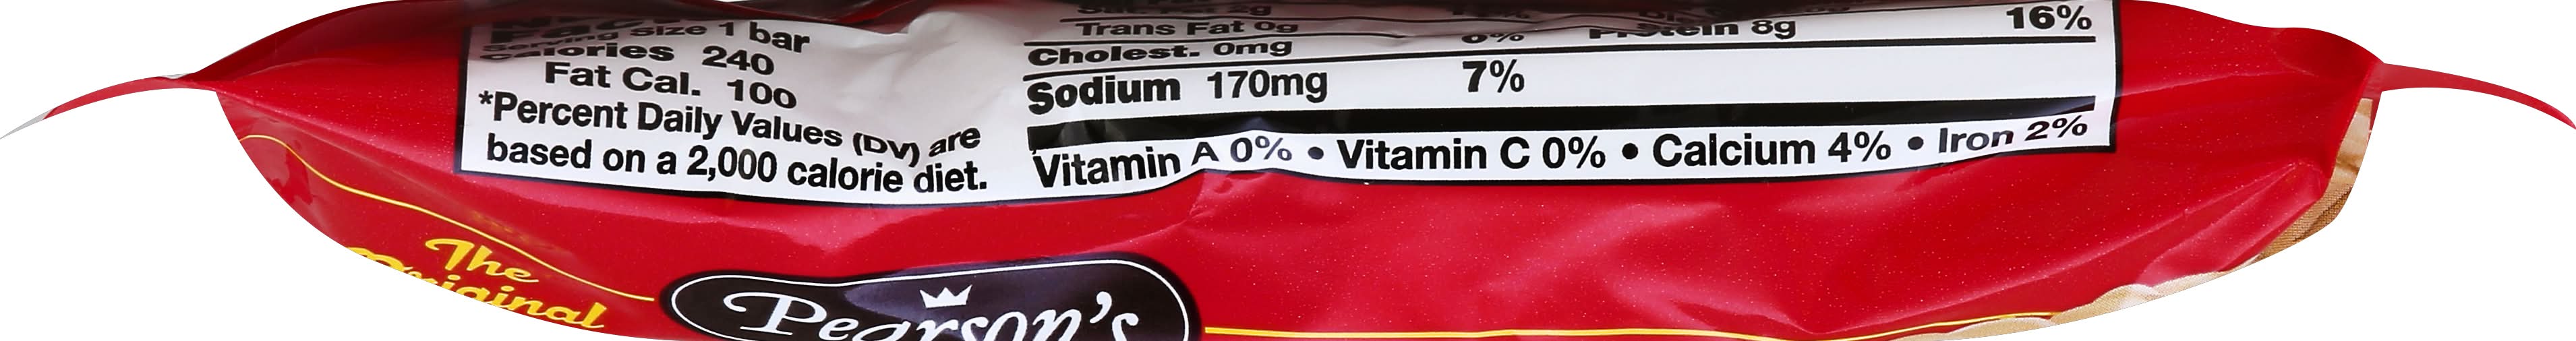 Serving Size 1 bar
Calories 240
Fat Cal. 100
*Percent Daily Values (DV) are
based on a 2,000 calorie diet.
Trans Fat 0g
Cholest. 0mg 0%
Sodium 170mg 7%
Protein 8g 16%
Vitamin A 0% • Vitamin C 0% • Calcium 4% • Iron 2%
The
Original
Pearson's